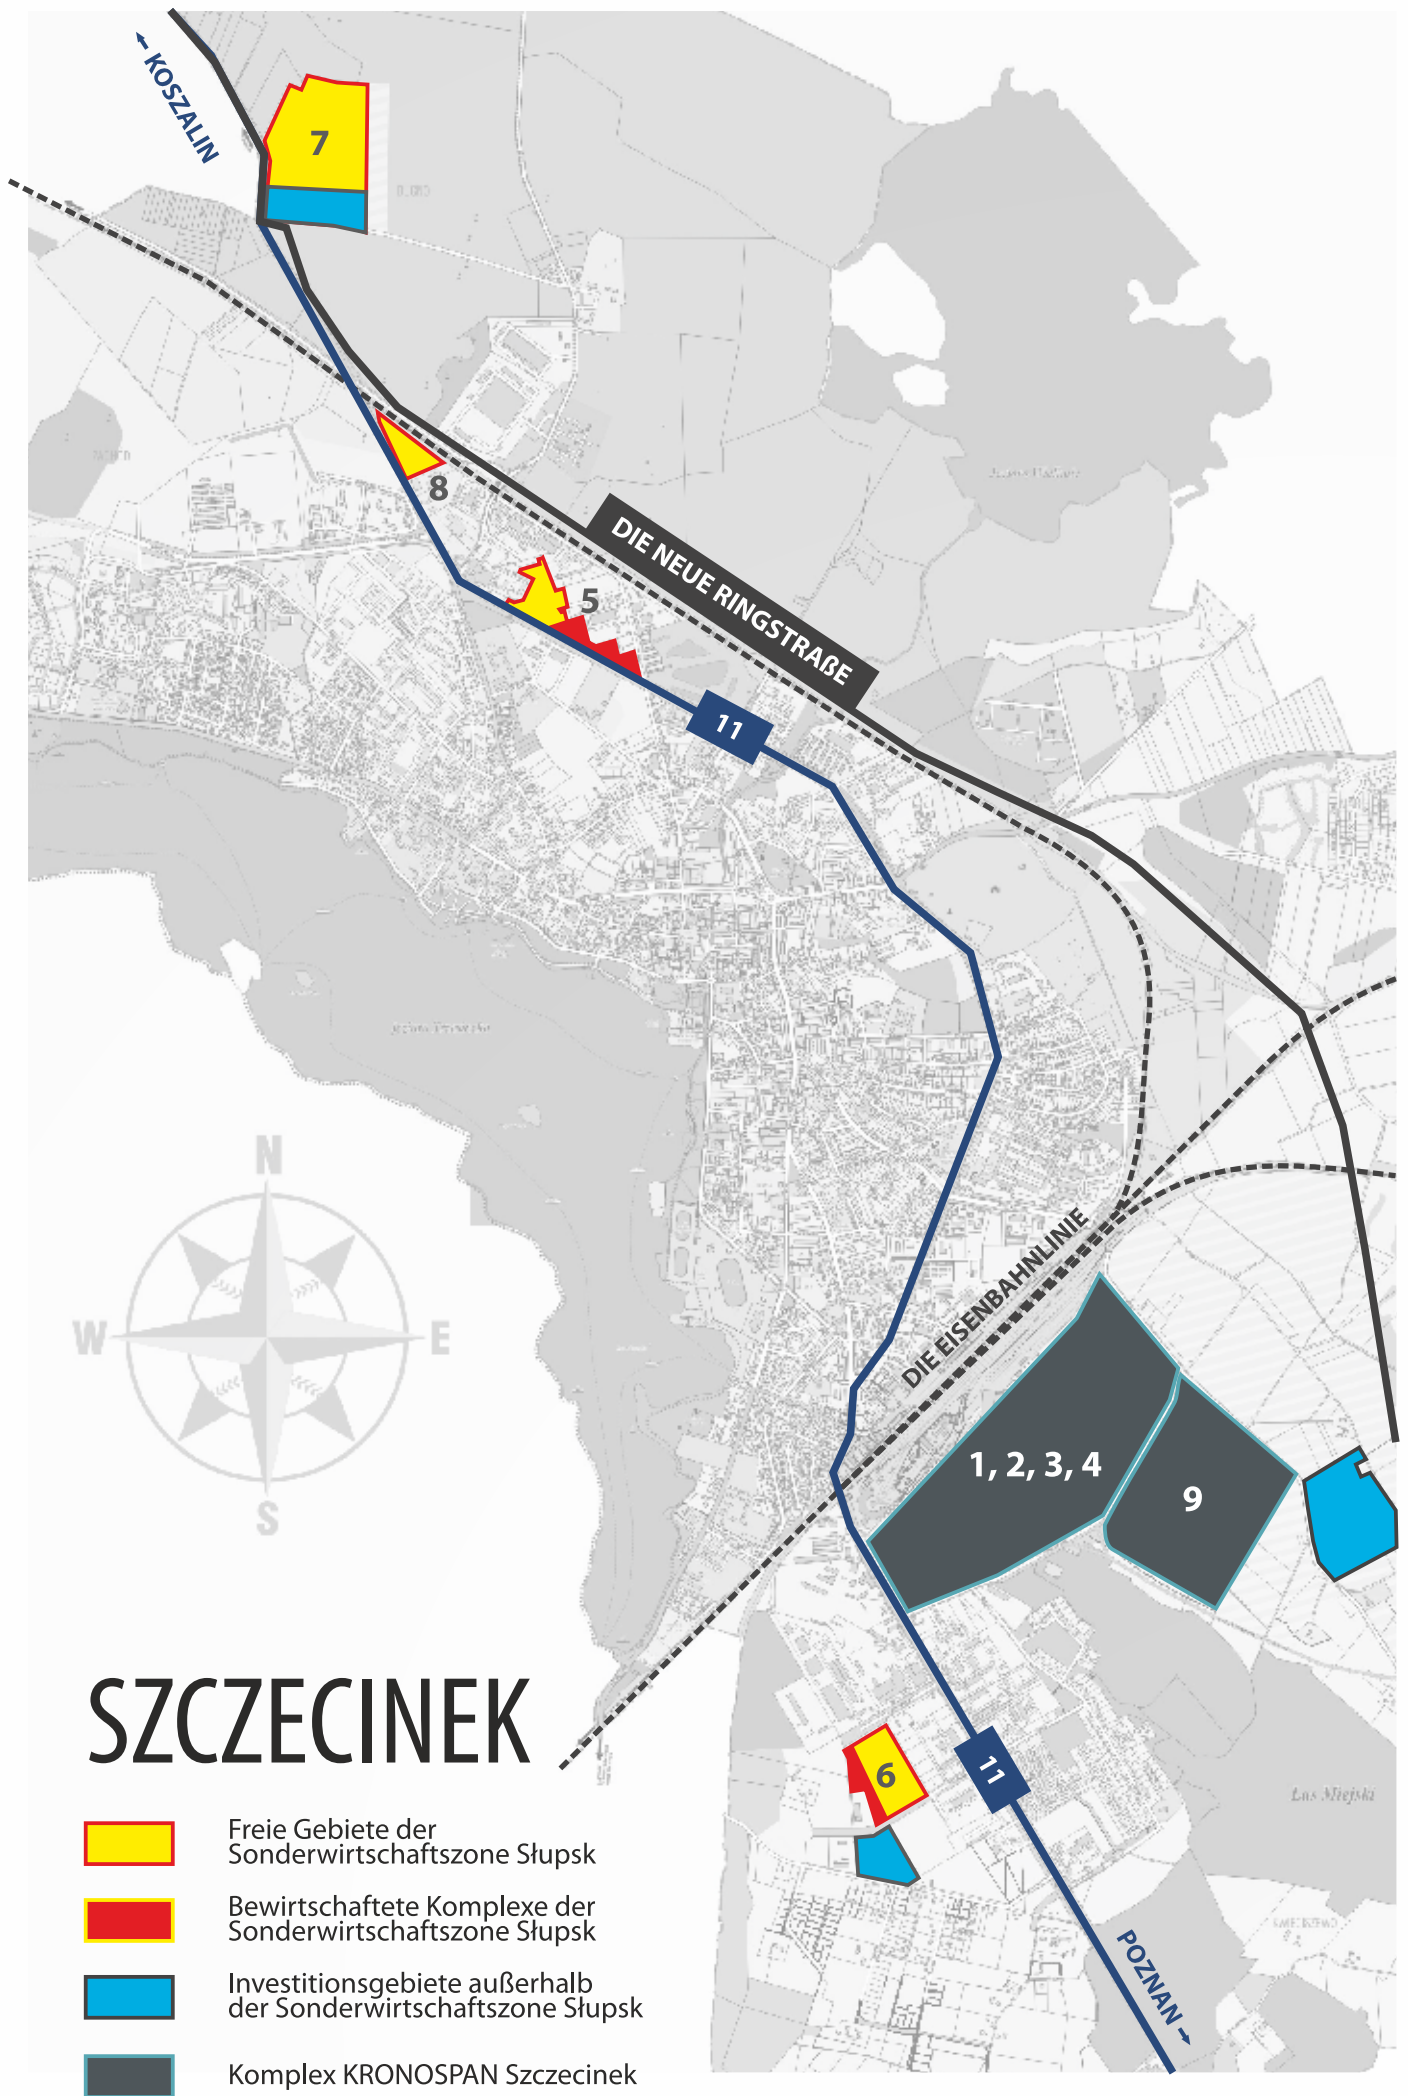 ← KOSZALIN
7
8
DIE NEUE RINGSTRAßE
5
11
Jezioro Trzesiecko
N
W
E
S
DIE EISENBAHNLINIE
1, 2, 3, 4
9
SZCZECINEK
6
11
Las Miejski
POZNAN →
Freie Gebiete der
Sonderwirtschaftszone Słupsk
Bewirtschaftete Komplexe der
Sonderwirtschaftszone Słupsk
Investitionsgebiete außerhalb
der Sonderwirtschaftszone Słupsk
Komplex KRONOSPAN Szczecinek